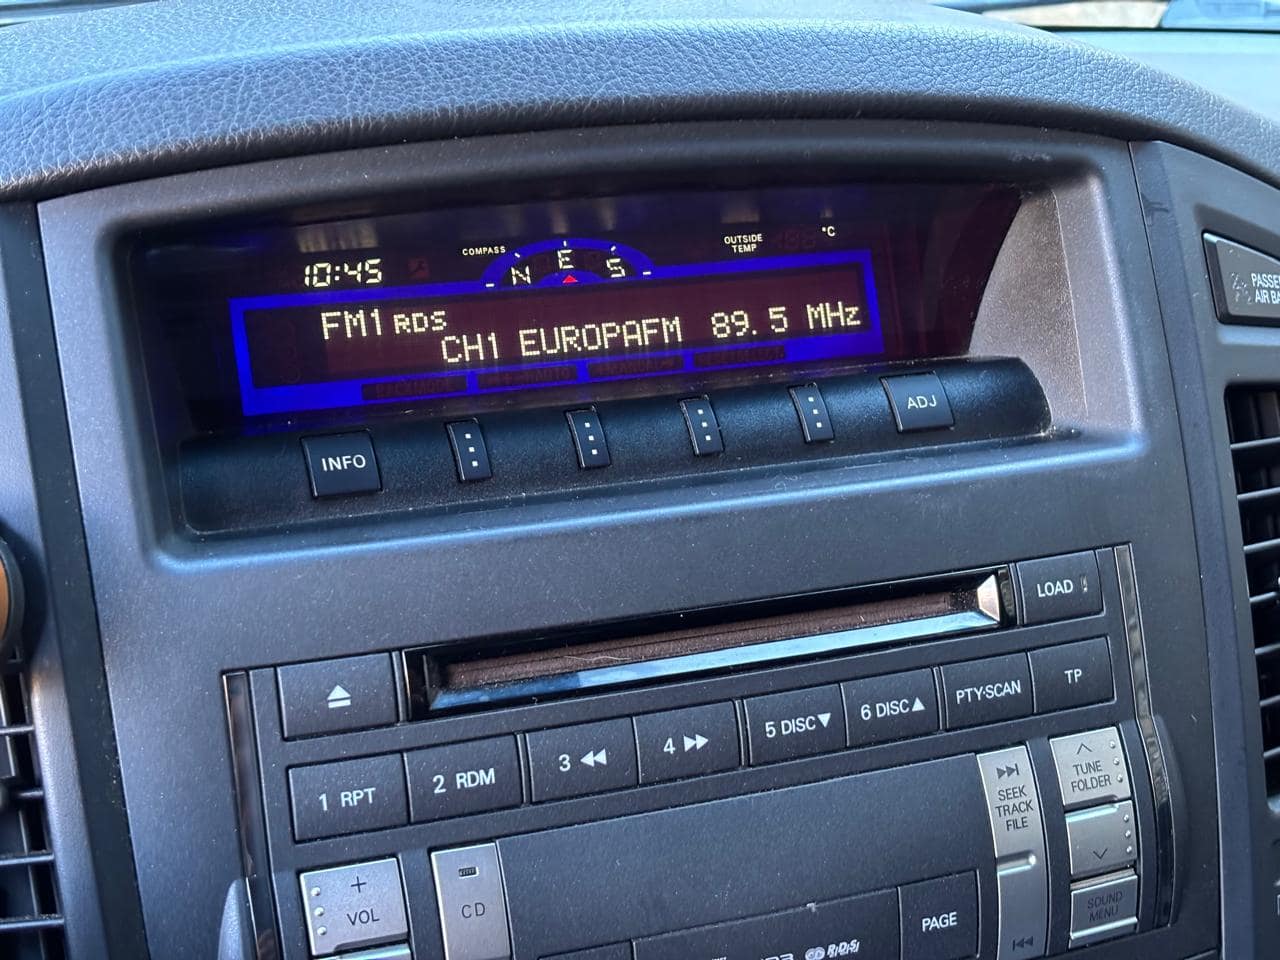 10:45
COMPASS
N E S
OUTSIDE
TEMP
°C
FM1 RDS
CH1 EUROPAFM 89.5 MHz
INFO
ADJ
PASSE
AIR BA
LOAD
1 RPT
2 RDM
3
4
5 DISC
6 DISC
PTY·SCAN
TP
+
VOL
CD
SEEK
TRACK
FILE
TUNE
FOLDER
SOUND
MENU
PAGE
RDS